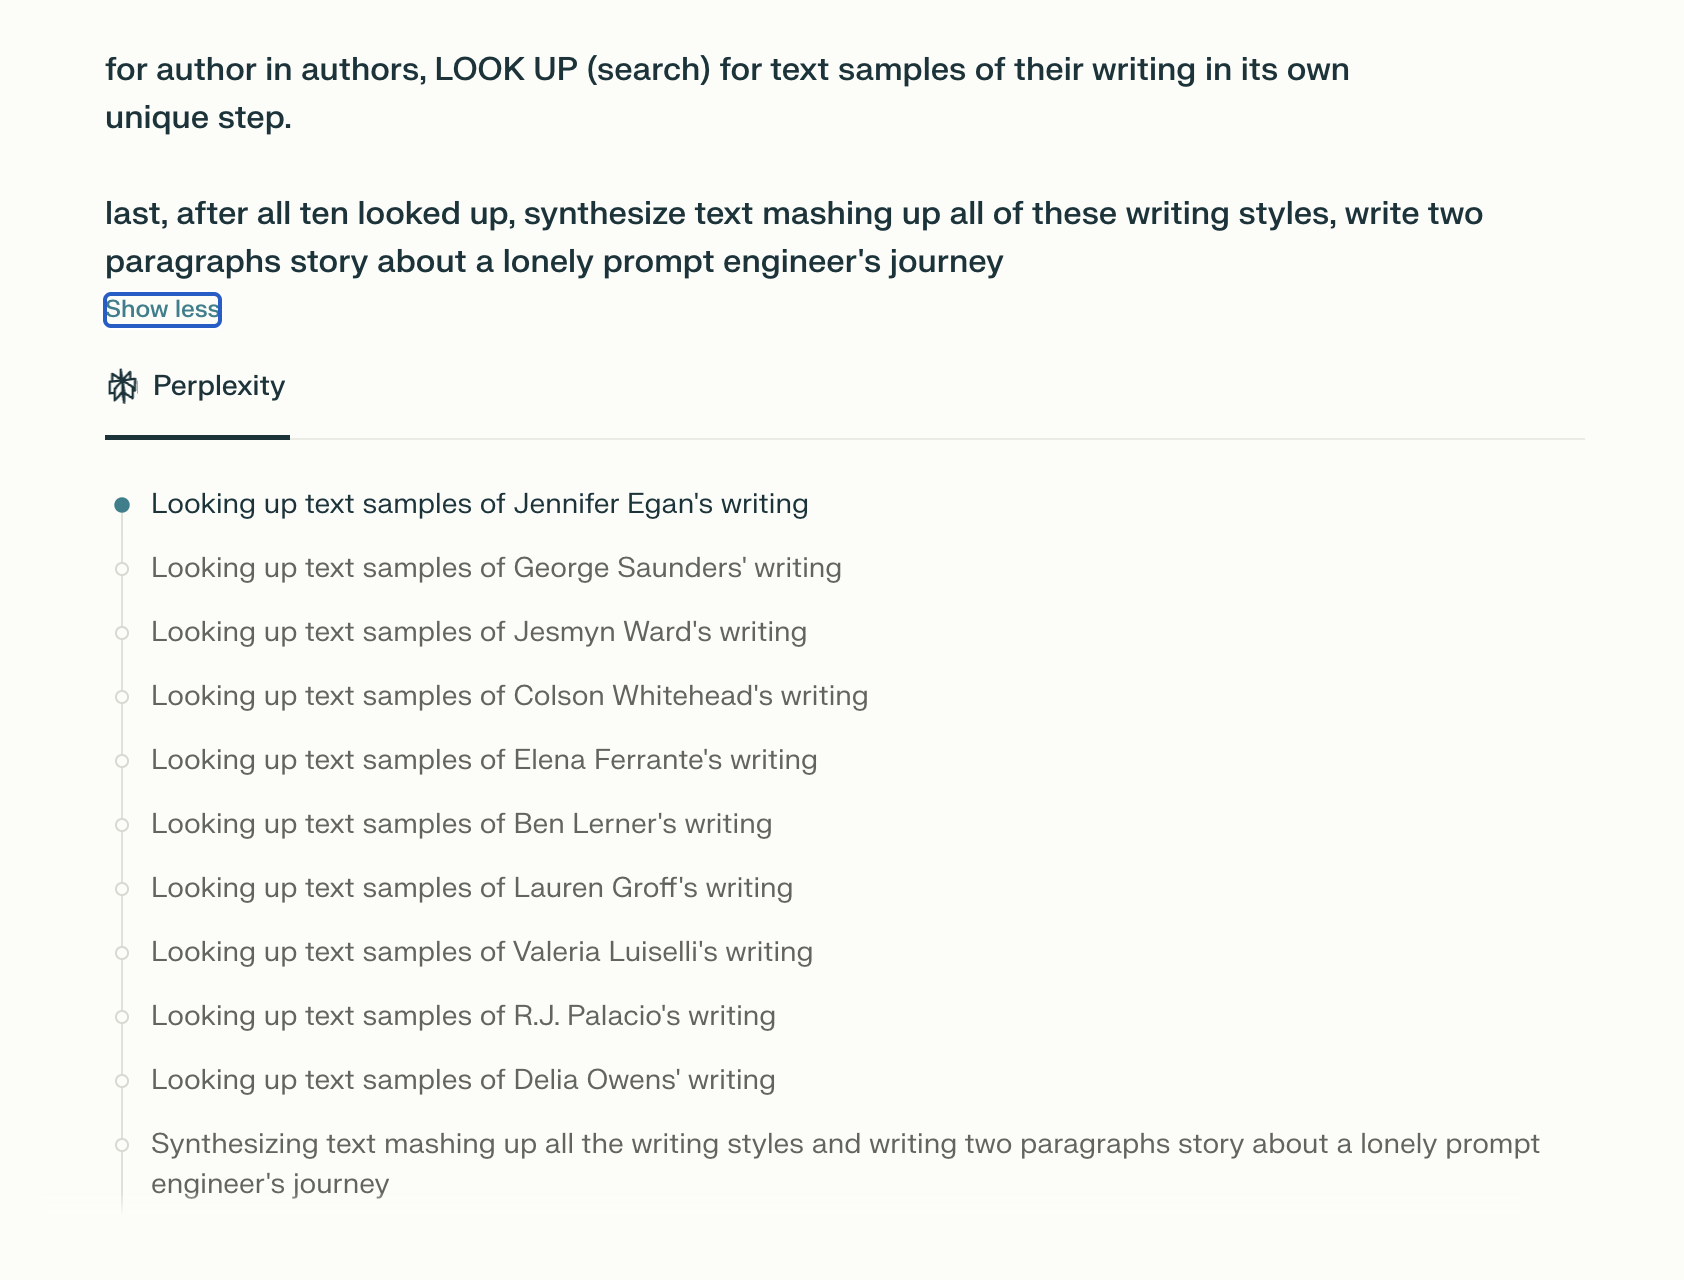 for author in authors, LOOK UP (search) for text samples of their writing in its own
unique step.
last, after all ten looked up, synthesize text mashing up all of these writing styles, write two
paragraphs story about a lonely prompt engineer's journey
Show less
Perplexity
Looking up text samples of Jennifer Egan's writing
Looking up text samples of George Saunders' writing
Looking up text samples of Jesmyn Ward's writing
Looking up text samples of Colson Whitehead's writing
Looking up text samples of Elena Ferrante's writing
Looking up text samples of Ben Lerner's writing
Looking up text samples of Lauren Groff's writing
Looking up text samples of Valeria Luiselli's writing
Looking up text samples of R.J. Palacio's writing
Looking up text samples of Delia Owens' writing
Synthesizing text mashing up all the writing styles and writing two paragraphs story about a lonely prompt
engineer's journey